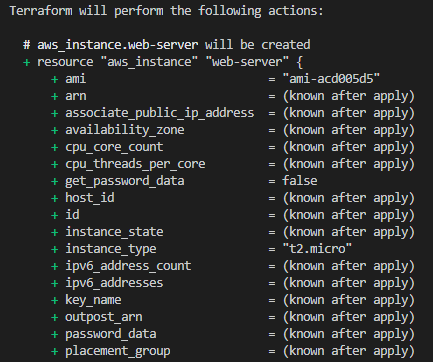 Terraform will perform the following actions:
# aws_instance.web-server will be created
+ resource "aws_instance" "web-server" {
+ ami = "ami-acd005d5"
+ arn = (known after apply)
+ associate_public_ip_address = (known after apply)
+ availability_zone = (known after apply)
+ cpu_core_count = (known after apply)
+ cpu_threads_per_core = (known after apply)
+ get_password_data = false
+ host_id = (known after apply)
+ id = (known after apply)
+ instance_state = (known after apply)
+ instance_type = "t2.micro"
+ ipv6_address_count = (known after apply)
+ ipv6_addresses = (known after apply)
+ key_name = (known after apply)
+ outpost_arn = (known after apply)
+ password_data = (known after apply)
+ placement_group = (known after apply)